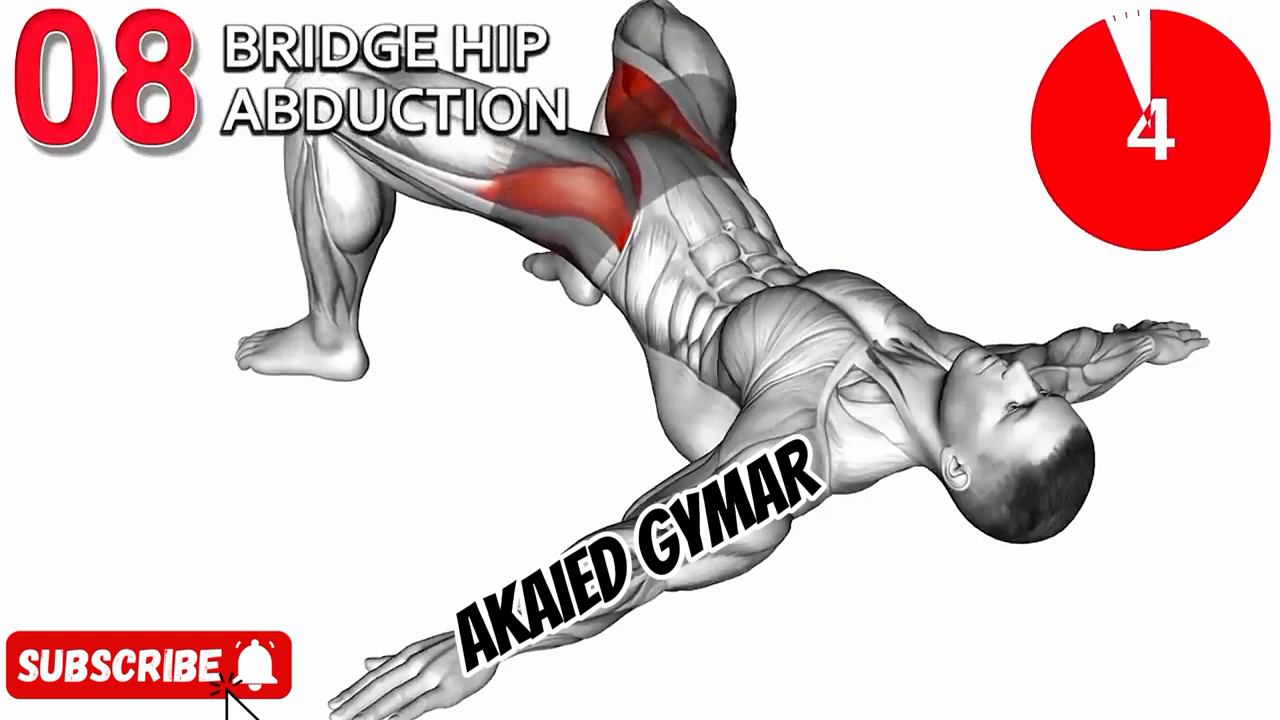 08
BRIDGE HIP
ABDUCTION
4
AKAIED GYMAR
SUBSCRIBE